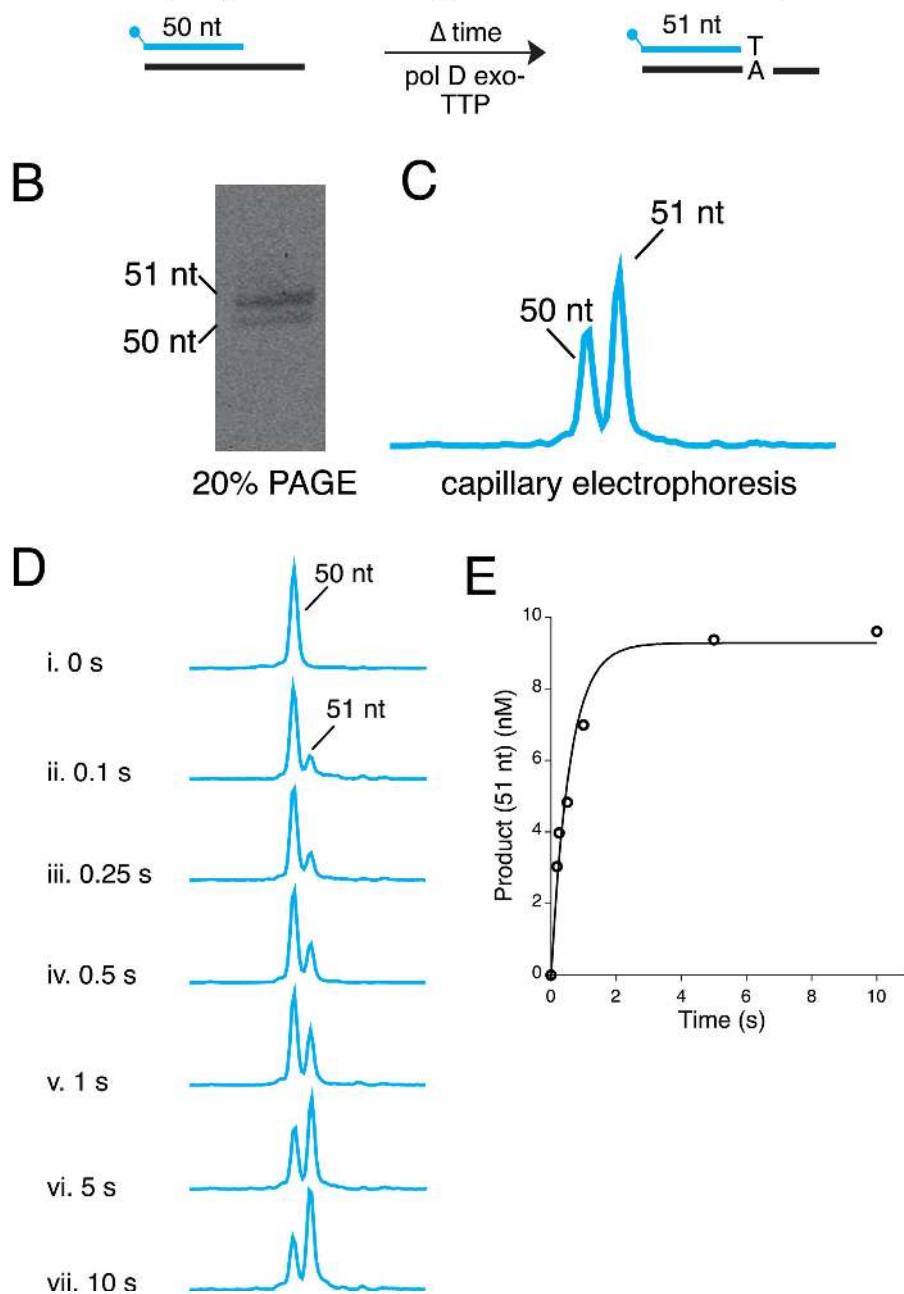 50 nt
Δ time
pol D exo-
TTP
51 nt
T
A
B
51 nt
50 nt
20% PAGE
C
51 nt
50 nt
capillary electrophoresis
D
50 nt
i. 0 s
51 nt
ii. 0.1 s
iii. 0.25 s
iv. 0.5 s
v. 1 s
vi. 5 s
vii. 10 s
E
10
8
6
4
2
0
0 2 4 6 8 10
Product (51 nt) (nM)
Time (s)